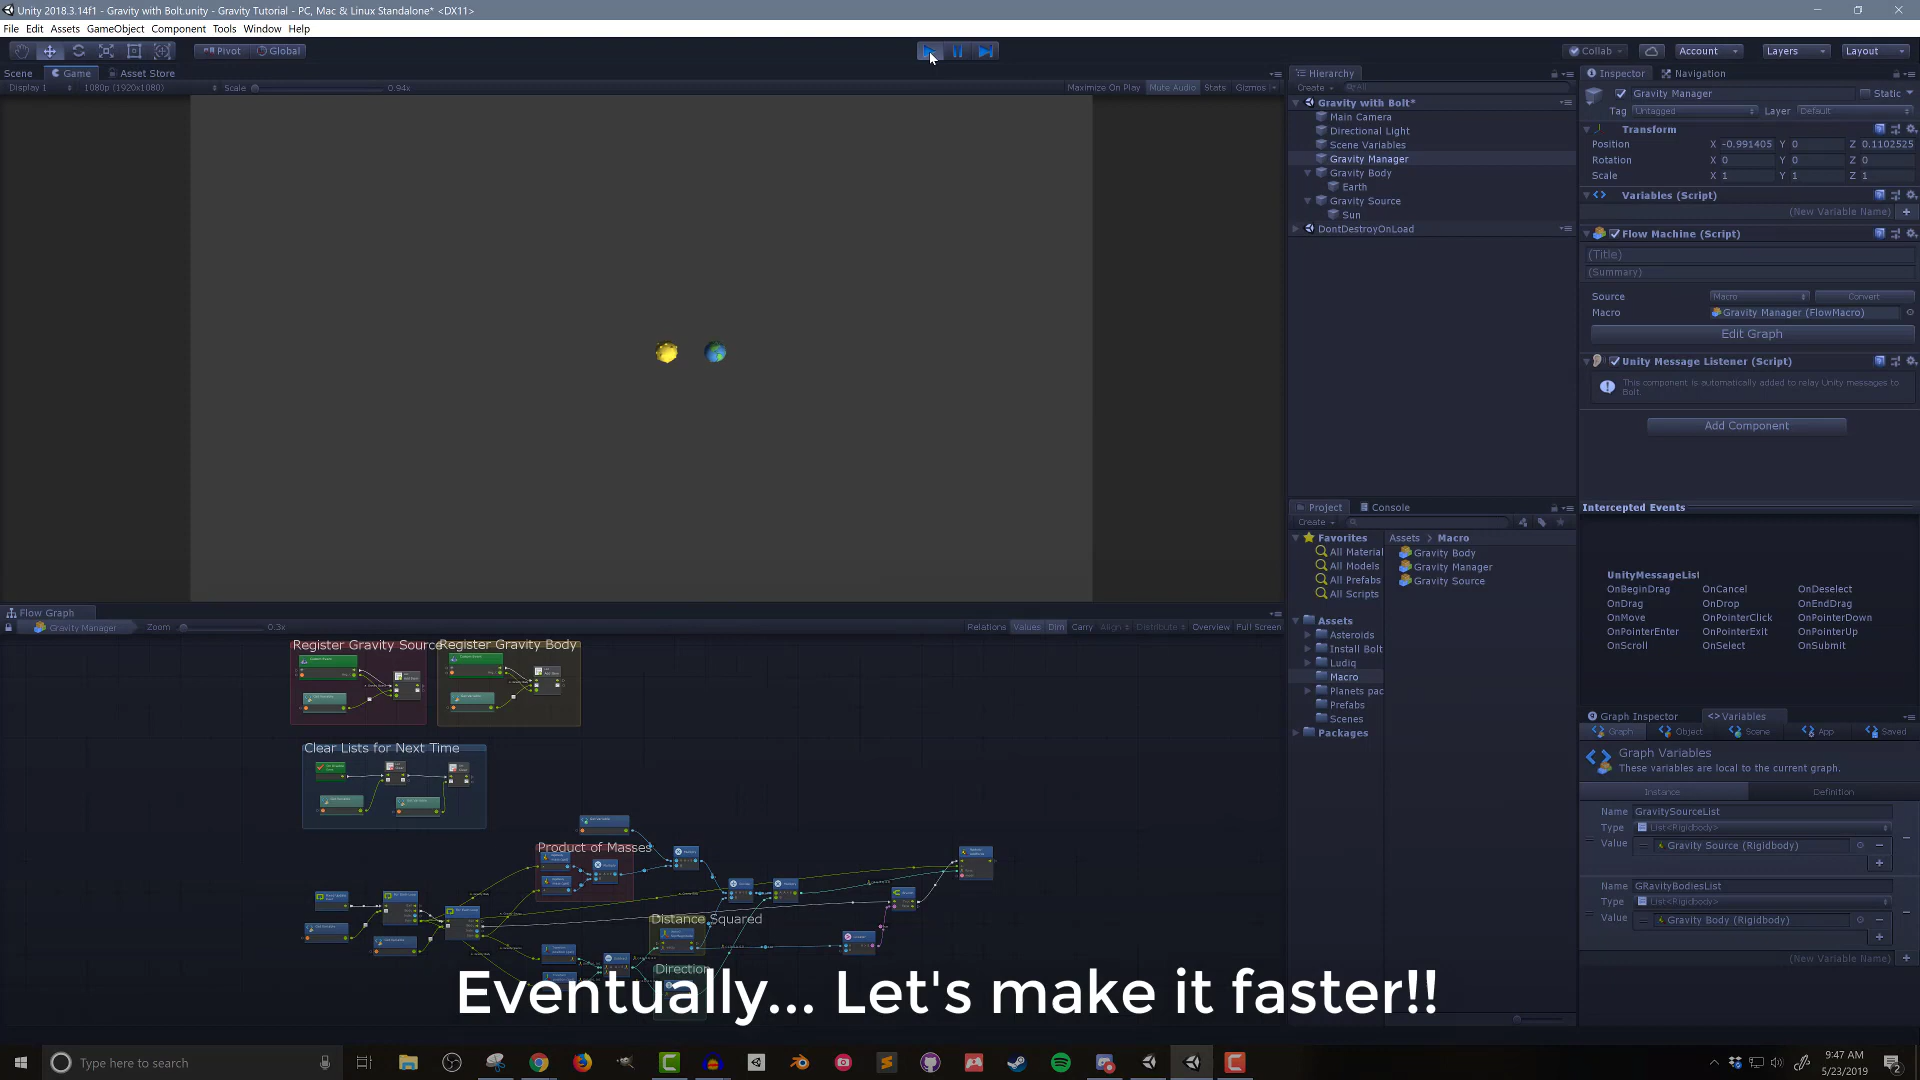 Unity 2018.3.14f1 - Gravity with Bolt.unity - Gravity Tutorial - PC, Mac & Linux Standalone* <DX11>
File Edit Assets GameObject Component Tools Window Help
Pivot Global Collab Account Layers Layout
Scene Game Asset Store
Display 1 1080p (1920x1080) Scale 0.94x Maximize On Play Mute Audio Stats Gizmos
Hierarchy
Create All
Gravity with Bolt*
Main Camera
Directional Light
Scene Variables
Gravity Manager
Gravity Body
Earth
Gravity Source
Sun
DontDestroyOnLoad
Inspector Navigation
Gravity Manager Static
Tag Untagged Layer Default
Transform
Position X -0.991405 Y 0 Z 0.1102525
Rotation X 0 Y 0 Z 0
Scale X 1 Y 1 Z 1
Variables (Script)
(New Variable Name)
Flow Machine (Script)
(Title)
(Summary)
Source Macro Convert
Macro Gravity Manager (FlowMacro)
Edit Graph
Unity Message Listener (Script)
This component is automatically added to relay Unity messages to
Bolt.
Add Component
Intercepted Events
UnityMessageList
OnBeginDrag OnCancel OnDeselect
OnDrag OnDrop OnEndDrag
OnMove OnPointerClick OnPointerDown
OnPointerEnter OnPointerExit OnPointerUp
OnScroll OnSelect OnSubmit
Project Console
Create
Favorites
All Material
All Models
All Prefabs
All Scripts
Assets
Asteroids
Install Bolt
Ludiq
Macro
Planets pac
Prefabs
Scenes
Packages
Assets > Macro
Gravity Body
Gravity Manager
Gravity Source
Graph Inspector Variables
Graph Object Scene App Saved
Graph Variables
These variables are local to the current graph.
Instance Definition
Name GravitySourceList
Type List<Rigidbody>
Value Gravity Source (Rigidbody)
Name GRavityBodiesList
Type List<Rigidbody>
Value Gravity Body (Rigidbody)
(New Variable Name)
Flow Graph
Gravity Manager Zoom 0.3x Relations Values Dim Carry Align Distribute Overview Full Screen
Register Gravity Source
Register Gravity Body
Clear Lists for Next Time
Product of Masses
Distance Squared
Direction
Eventually... Let's make it faster!!
Type here to search
9:47 AM
5/23/2019
2